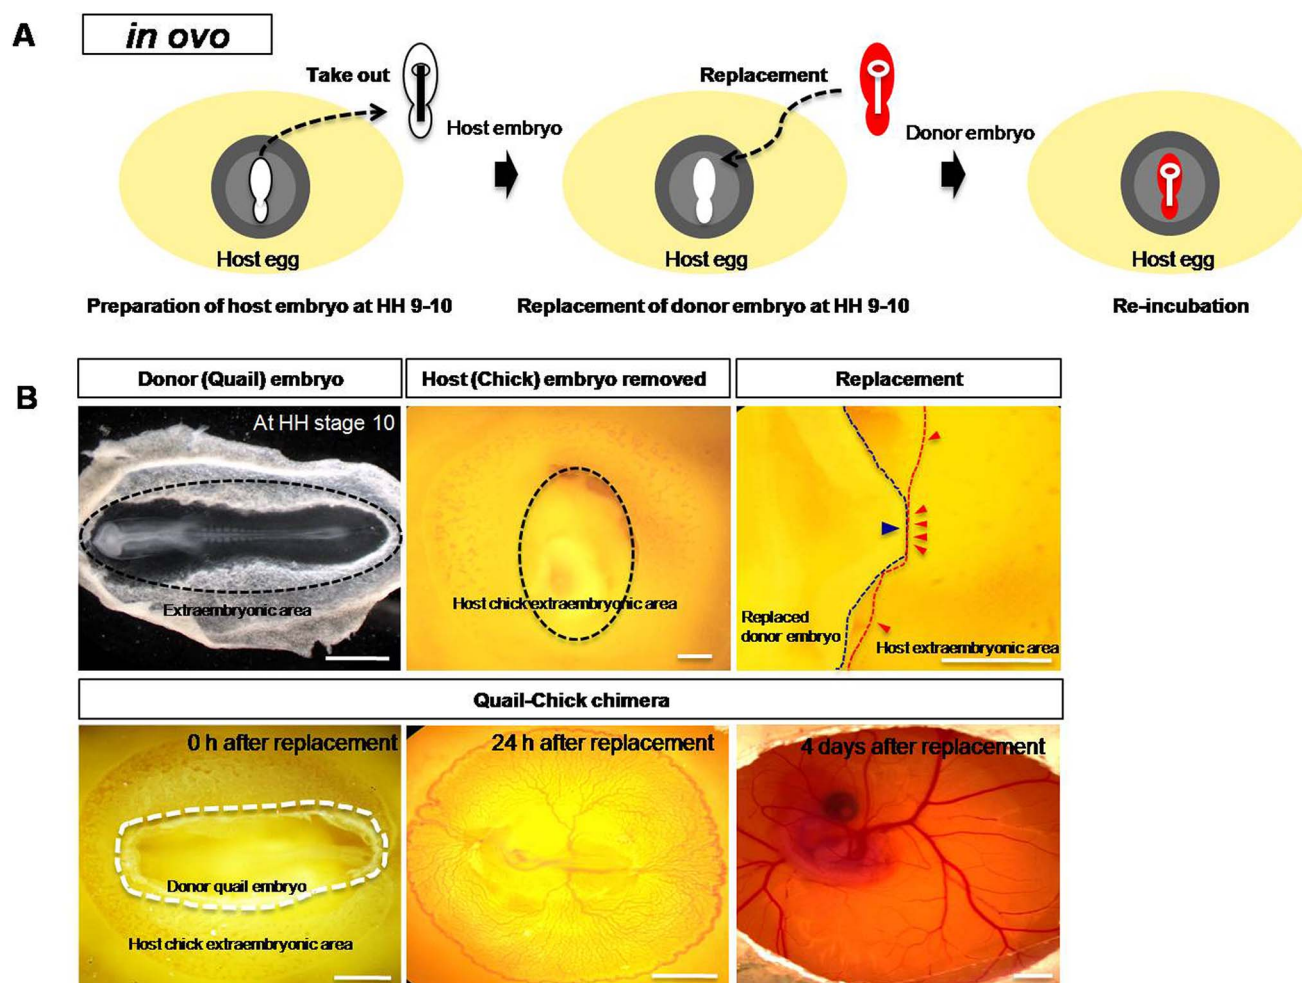 A
in ovo
Take out
Host embryo
Replacement
Donor embryo
Host egg
Host egg
Host egg
Preparation of host embryo at HH 9-10
Replacement of donor embryo at HH 9-10
Re-incubation
B
Donor (Quail) embryo
Host (Chick) embryo removed
Replacement
At HH stage 10
Extraembryonic area
Host chick extraembryonic area
Replaced
donor embryo
Host extraembryonic area
Quail-Chick chimera
0 h after replacement
Donor quail embryo
Host chick extraembryonic area
24 h after replacement
4 days after replacement